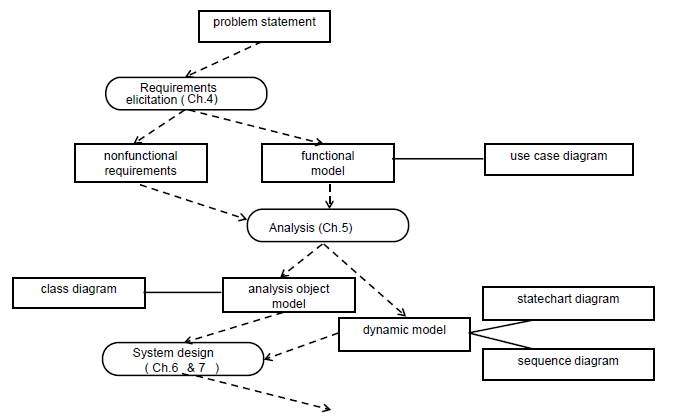 problem statement
Requirements
elicitation ( Ch.4)
nonfunctional
requirements
functional
model
use case diagram
Analysis (Ch.5)
class diagram
analysis object
model
statechart diagram
dynamic model
System design
( Ch.6 & 7 )
sequence diagram